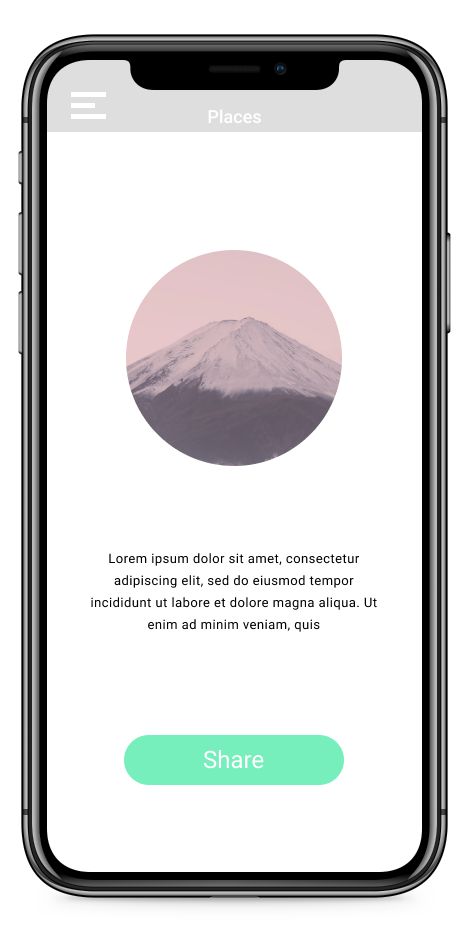 Places
Lorem ipsum dolor sit amet, consectetur
adipiscing elit, sed do eiusmod tempor
incididunt ut labore et dolore magna aliqua. Ut
enim ad minim veniam, quis
Share